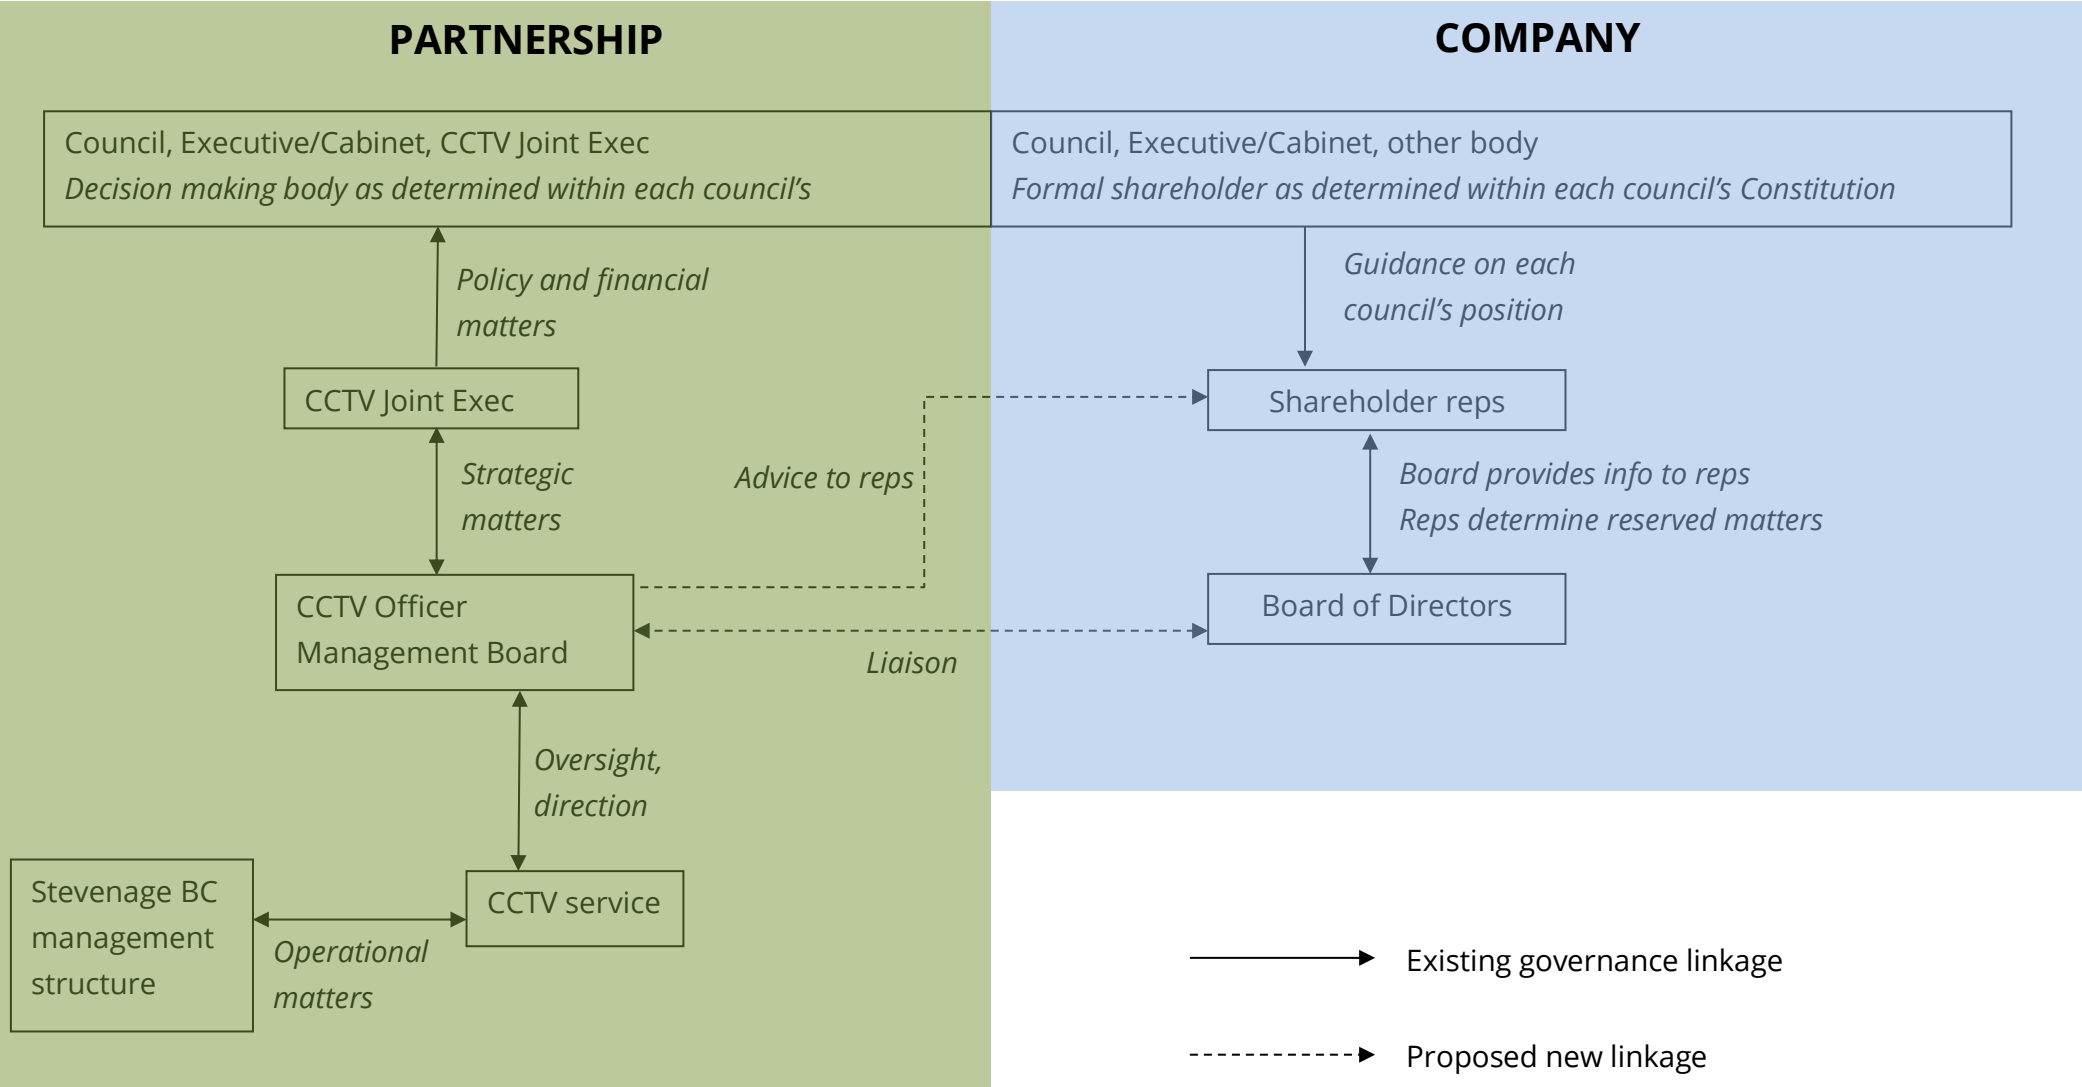 PARTNERSHIP
COMPANY
Council, Executive/Cabinet, CCTV Joint Exec
Decision making body as determined within each council’s
Council, Executive/Cabinet, other body
Formal shareholder as determined within each council’s Constitution
Policy and financial
matters
Guidance on each
council’s position
CCTV Joint Exec
Shareholder reps
Strategic
matters
Advice to reps
Board provides info to reps
Reps determine reserved matters
CCTV Officer
Management Board
Board of Directors
Liaison
Oversight,
direction
Stevenage BC
management
structure
CCTV service
Operational
matters
Existing governance linkage
Proposed new linkage